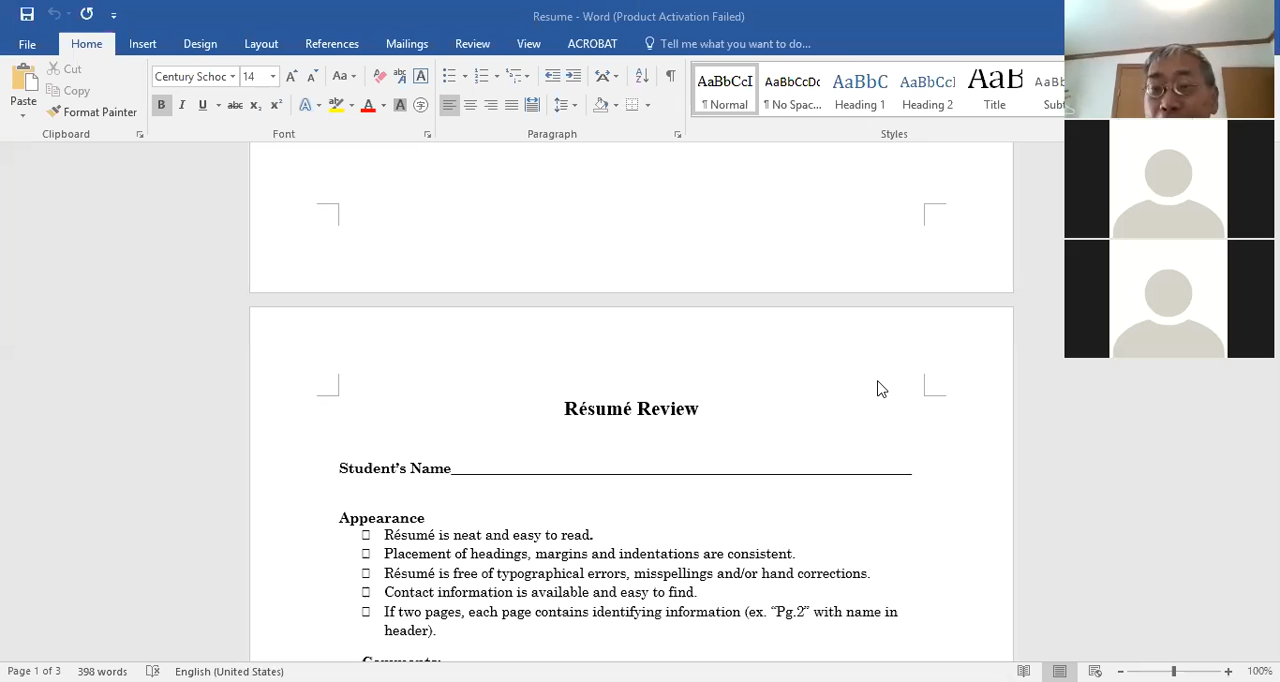 Resume - Word (Product Activation Failed)
File Home Insert Design Layout References Mailings Review View ACROBAT Tell me what you want to do...
Paste
Cut
Copy
Format Painter
Clipboard
Century Schoc 14
Font
Paragraph
AaBbCcI AaBbCcDc AaBbC AaBbCcI AaB
¶ Normal ¶ No Spac... Heading 1 Heading 2 Title
Styles
Résumé Review
Student's Name
Appearance
Résumé is neat and easy to read.
Placement of headings, margins and indentations are consistent.
Résumé is free of typographical errors, misspellings and/or hand corrections.
Contact information is available and easy to find.
If two pages, each page contains identifying information (ex. “Pg.2” with name in
header).
Page 1 of 3 398 words English (United States) 100%